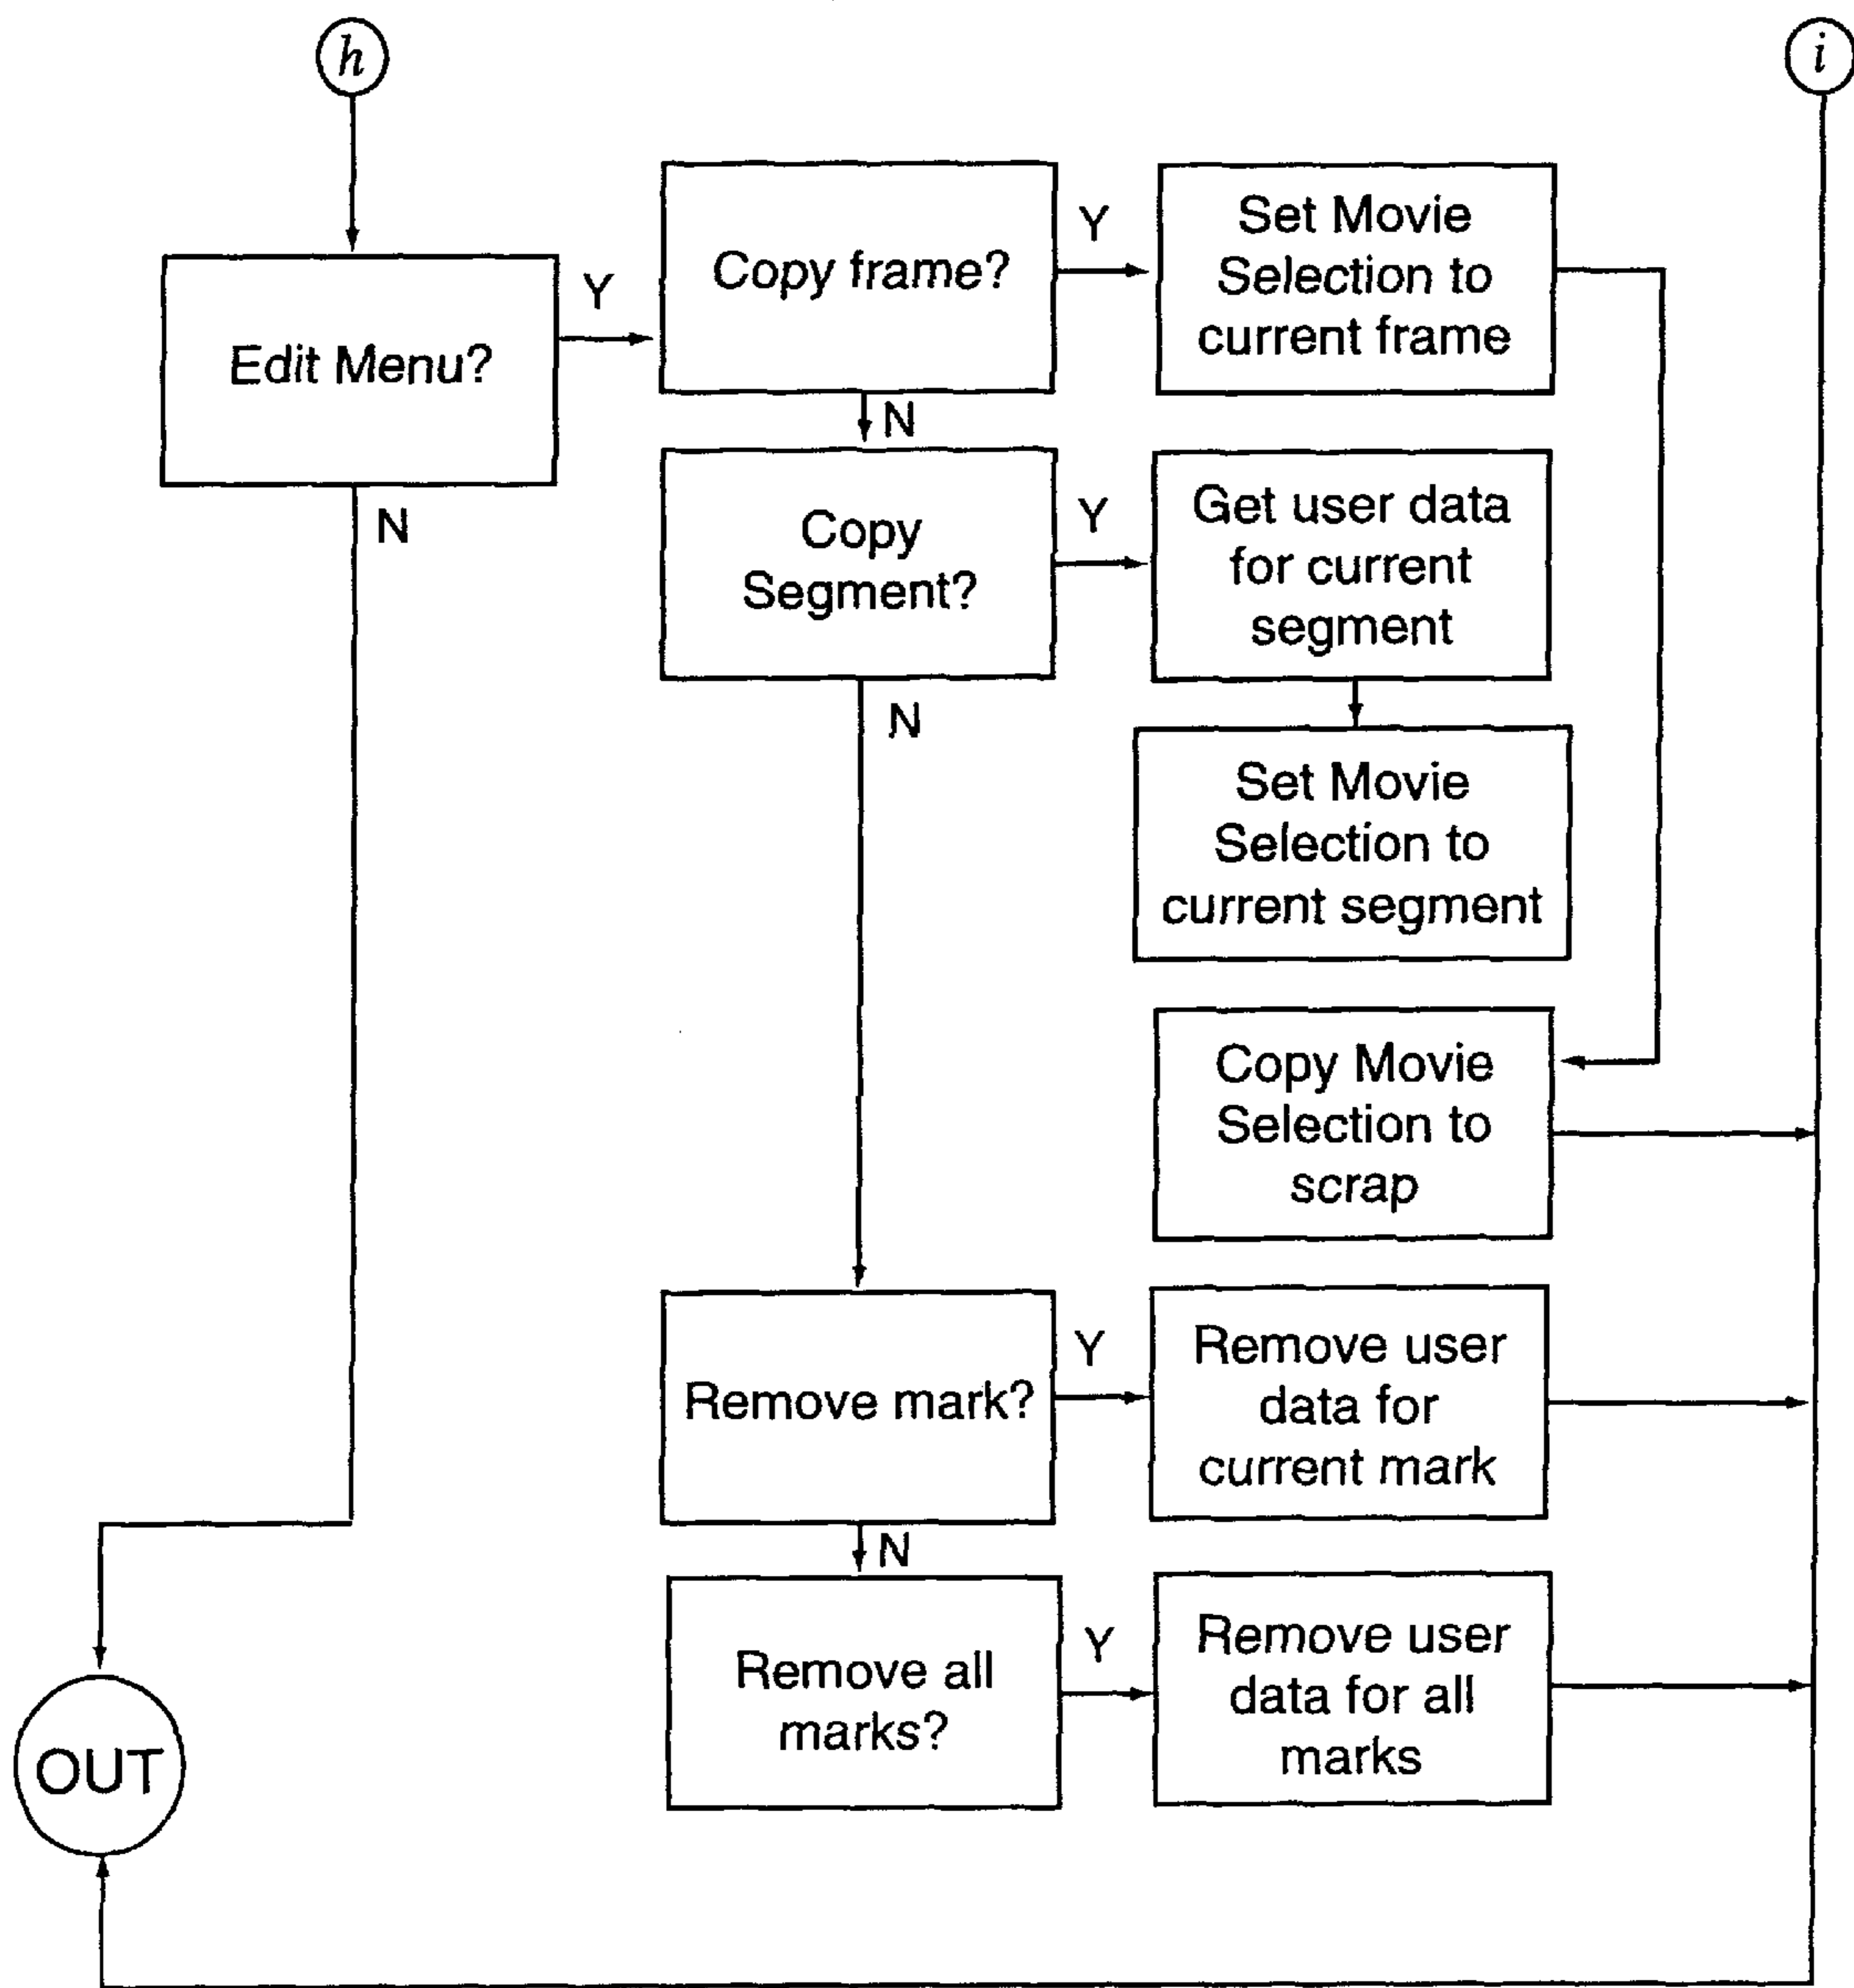 h
i
Edit Menu?
Y
N
Copy frame?
Y
N
Set Movie
Selection to
current frame
Copy
Segment?
Y
N
Get user data
for current
segment
Set Movie
Selection to
current segment
Copy Movie
Selection to
scrap
Remove mark?
Y
N
Remove user
data for
current mark
Remove all
marks?
Y
Remove user
data for all
marks
OUT